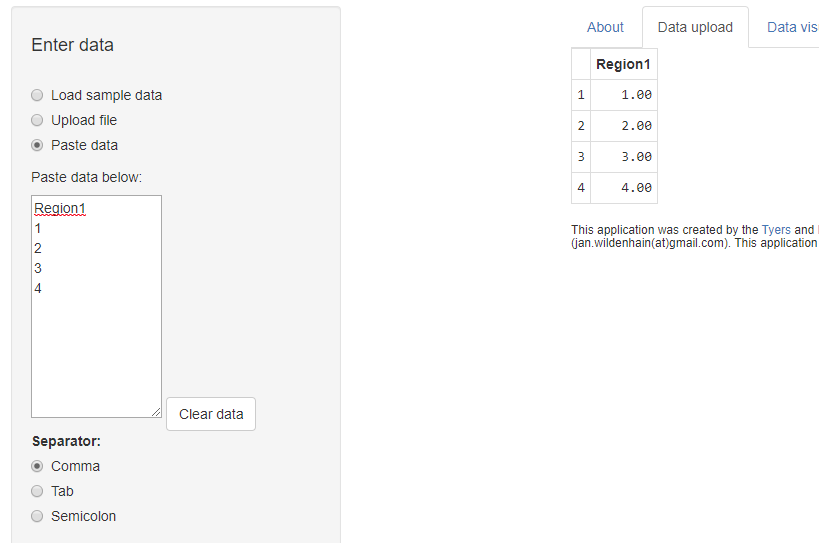 Enter data
Load sample data
Upload file
Paste data
Paste data below:
Region1
1
2
3
4
Clear data
Separator:
Comma
Tab
Semicolon
About Data upload Data vis
Region1
1 1.00
2 2.00
3 3.00
4 4.00
This application was created by the Tyers and
(jan.wildenhain(at)gmail.com). This application